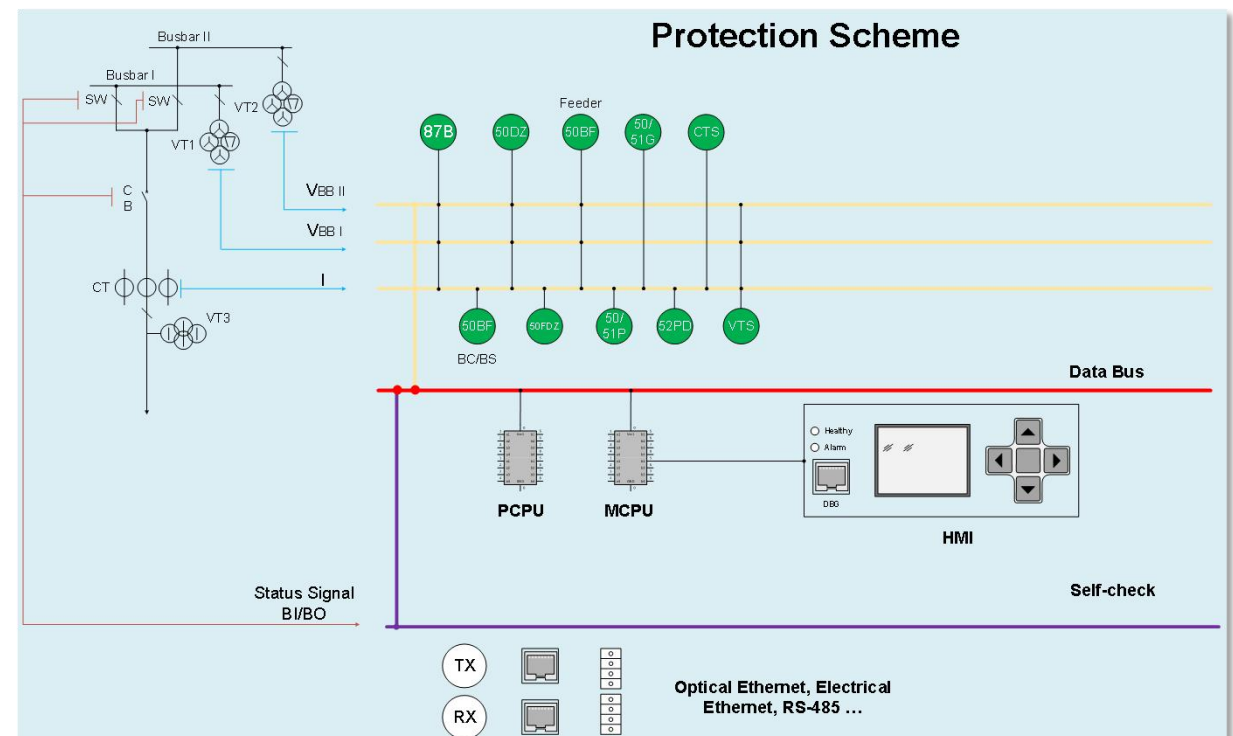 Protection Scheme
Busbar II
Busbar I
SW
SW
VT2
VT1
Feeder
87B
50DZ
50BF
50/
51G
CTS
C
B
VBB II
VBB I
I
CT
VT3
50BF
50FDZ
50/
51P
52PD
VTS
BC/BS
Data Bus
Healthy
Alarm
DBG
PCPU
MCPU
HMI
Status Signal
BI/BO
Self-check
TX
RX
Optical Ethernet, Electrical
Ethernet, RS-485 ...